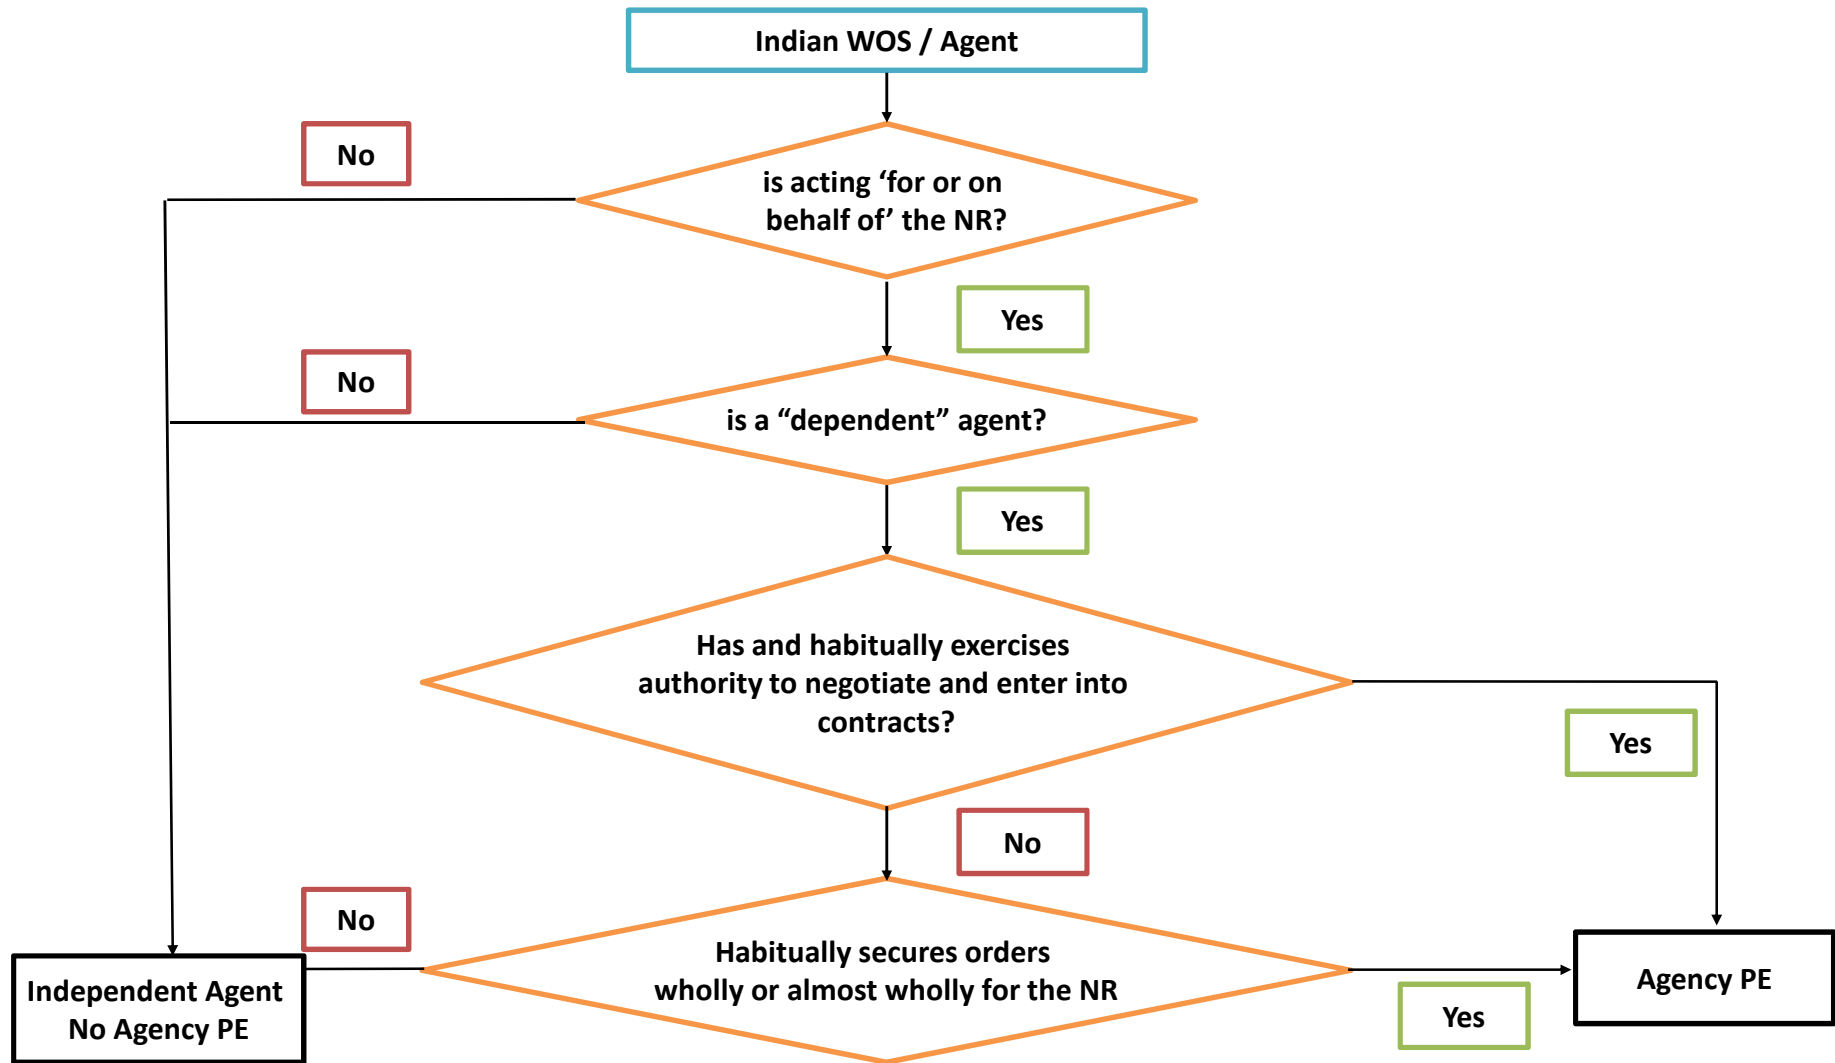 Indian WOS / Agent
No
is acting ‘for or on
behalf of’ the NR?
Yes
No
is a “dependent” agent?
Yes
Has and habitually exercises
authority to negotiate and enter into
contracts?
Yes
No
No
Habitually secures orders
wholly or almost wholly for the NR
Independent Agent
No Agency PE
Agency PE
Yes